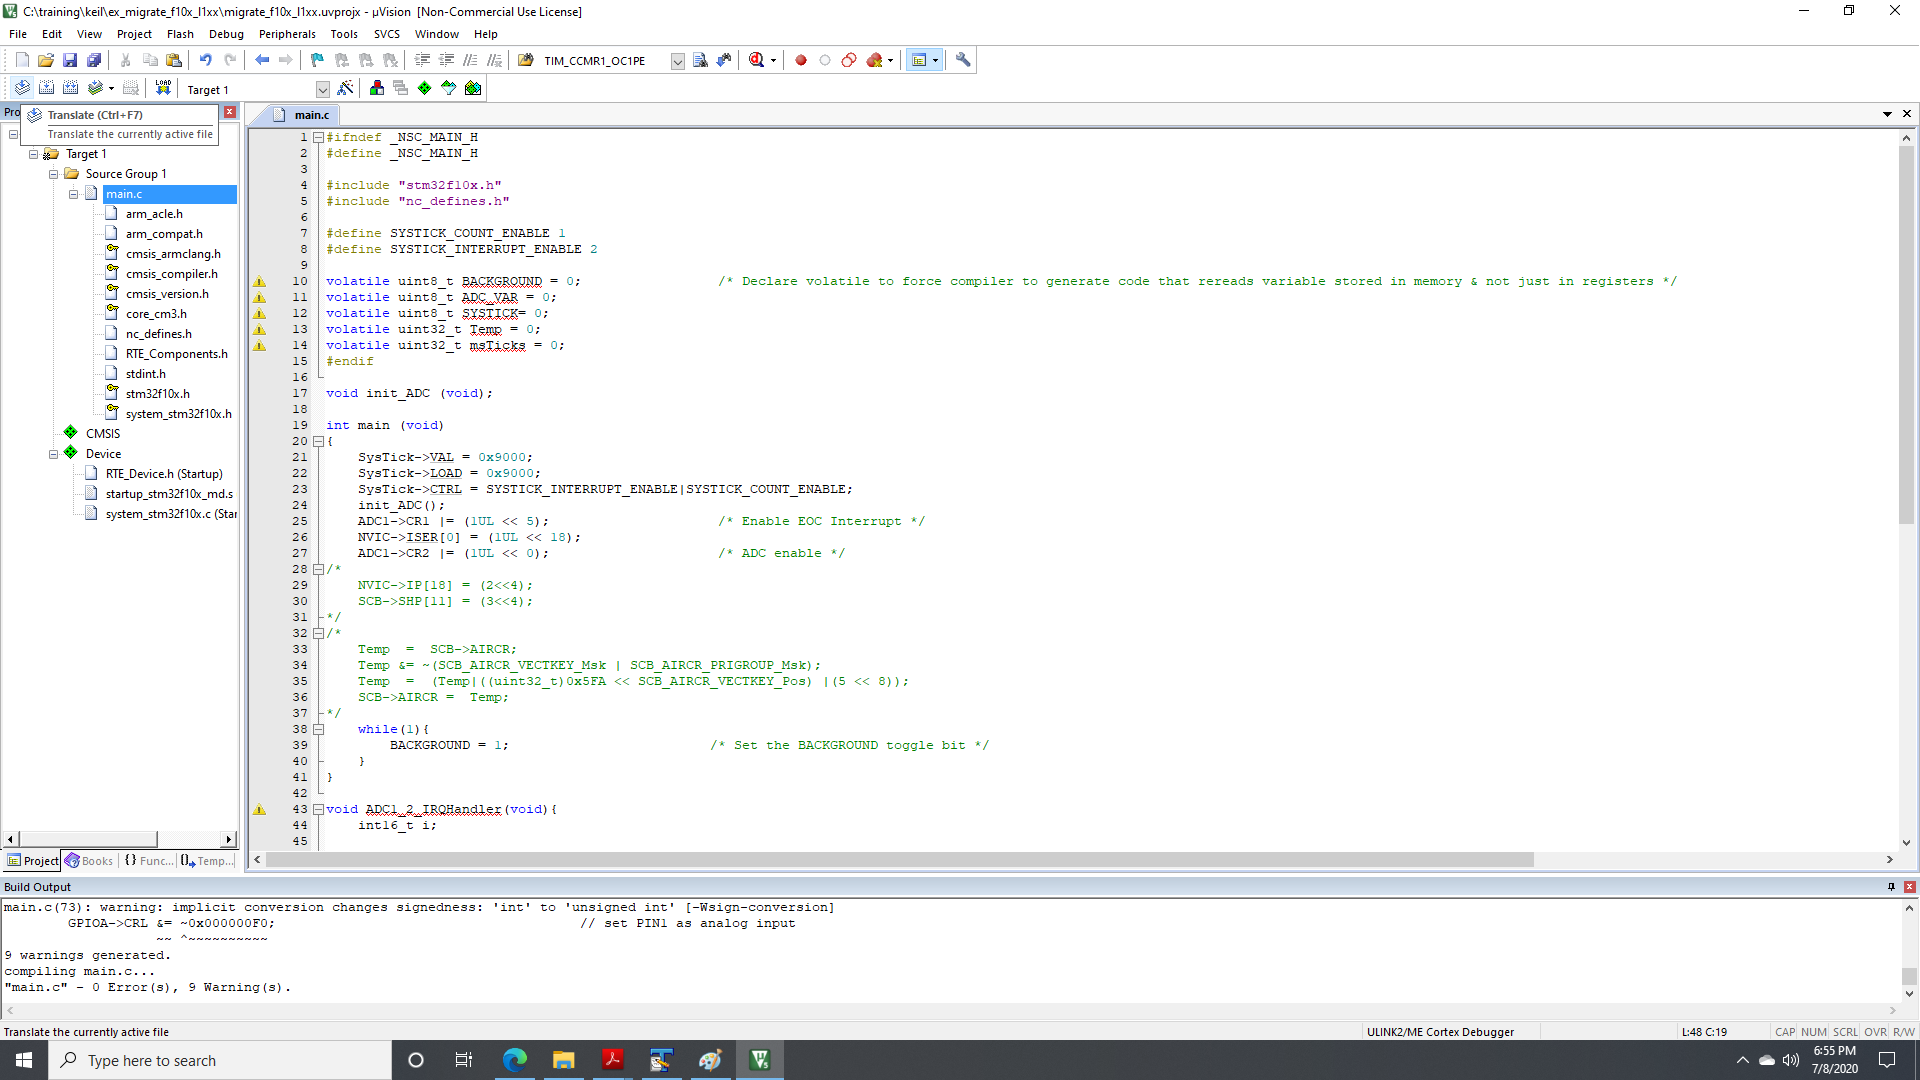 C:\training\keil\ex_migrate_f10x_l1xx\migrate_f10x_l1xx.uvprojx - µVision  [Non-Commercial Use License]
File Edit View Project Flash Debug Peripherals Tools SVCS Window Help
TIM_CCMR1_OC1PE
LOAD
Target 1
Pro
Translate (Ctrl+F7)
Translate the currently active file
Target 1
Source Group 1
main.c
arm_acle.h
arm_compat.h
cmsis_armclang.h
cmsis_compiler.h
cmsis_version.h
core_cm3.h
nc_defines.h
RTE_Components.h
stdint.h
stm32f10x.h
system_stm32f10x.h
CMSIS
Device
RTE_Device.h (Startup)
startup_stm32f10x_md.s
system_stm32f10x.c (Star
Project Books {} Func... Temp...
main.c
1 #ifndef _NSC_MAIN_H
2 #define _NSC_MAIN_H
3
4 #include "stm32f10x.h"
5 #include "nc_defines.h"
6
7 #define SYSTICK_COUNT_ENABLE 1
8 #define SYSTICK_INTERRUPT_ENABLE 2
9
10 volatile uint8_t BACKGROUND = 0; /* Declare volatile to force compiler to generate code that rereads variable stored in memory & not just in registers */
11 volatile uint8_t ADC_VAR = 0;
12 volatile uint8_t SYSTICK= 0;
13 volatile uint32_t Temp = 0;
14 volatile uint32_t msTicks = 0;
15 #endif
16
17 void init_ADC (void);
18
19 int main (void)
20 {
21 SysTick->VAL = 0x9000;
22 SysTick->LOAD = 0x9000;
23 SysTick->CTRL = SYSTICK_INTERRUPT_ENABLE|SYSTICK_COUNT_ENABLE;
24 init_ADC();
25 ADC1->CR1 |= (1UL << 5); /* Enable EOC Interrupt */
26 NVIC->ISER[0] = (1UL << 18);
27 ADC1->CR2 |= (1UL << 0); /* ADC enable */
28 /*
29 NVIC->IP[18] = (2<<4);
30 SCB->SHP[11] = (3<<4);
31 */
32 /*
33 Temp  =  SCB->AIRCR;
34 Temp &= ~(SCB_AIRCR_VECTKEY_Msk | SCB_AIRCR_PRIGROUP_Msk);
35 Temp  =  (Temp|((uint32_t)0x5FA << SCB_AIRCR_VECTKEY_Pos) |(5 << 8));
36 SCB->AIRCR =  Temp;
37 */
38 while(1){
39 BACKGROUND = 1; /* Set the BACKGROUND toggle bit */
40 }
41 }
42
43 void ADC1_2_IRQHandler(void){
44 int16_t i;
45
Build Output
main.c(73): warning: implicit conversion changes signedness: 'int' to 'unsigned int' [-Wsign-conversion]
GPIOA->CRL &= ~0x000000F0; // set PIN1 as analog input
~~ ^~~~~~~~~~~
9 warnings generated.
compiling main.c...
"main.c" - 0 Error(s), 9 Warning(s).
Translate the currently active file ULINK2/ME Cortex Debugger L:48 C:19 CAP NUM SCRL OVR R/W
Type here to search
6:55 PM
7/8/2020